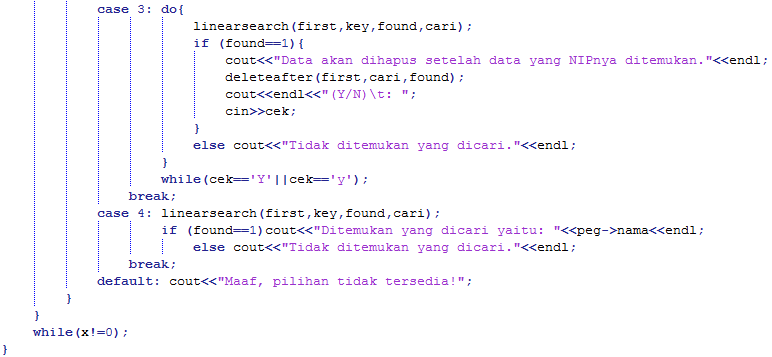 case 3: do{
linearsearch(first,key,found,cari);
if (found==1){
cout<<"Data akan dihapus setelah data yang NIPnya ditemukan."<<endl;
deleteafter(first,cari,found);
cout<<endl<<"(Y/N)\t: ";
cin>>cek;
}
else cout<<"Tidak ditemukan yang dicari."<<endl;
}
while(cek=='Y'||cek=='y');
break;
case 4: linearsearch(first,key,found,cari);
if (found==1)cout<<"Ditemukan yang dicari yaitu: "<<peg->nama<<endl;
else cout<<"Tidak ditemukan yang dicari."<<endl;
break;
default: cout<<"Maaf, pilihan tidak tersedia!";
}
}
while(x!=0);
}